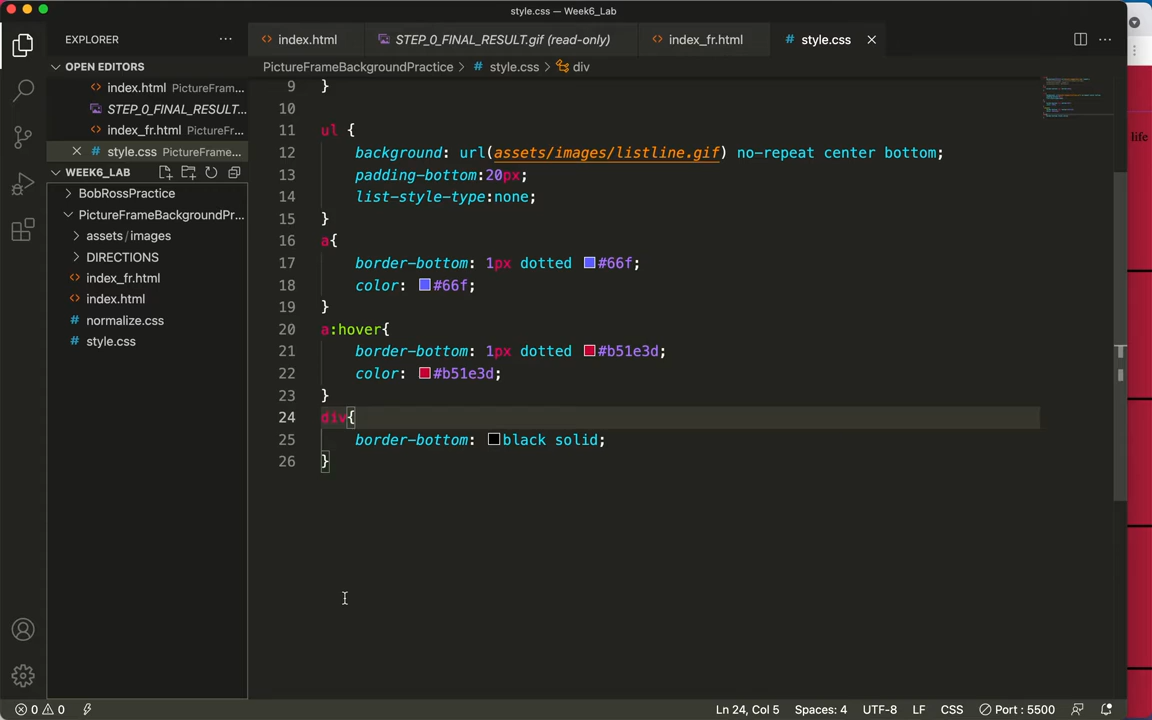 style.css — Week6_Lab
EXPLORER
index.html
STEP_0_FINAL_RESULT.gif (read-only)
index_fr.html
style.css
OPEN EDITORS
index.html PictureFram...
STEP_0_FINAL_RESULT...
index_fr.html PictureFr...
style.css PictureFrame...
WEEK6_LAB
BobRossPractice
PictureFrameBackgroundPr...
assets/images
DIRECTIONS
index_fr.html
index.html
normalize.css
style.css
PictureFrameBackgroundPractice > style.css > div
9 }
10
11 ul {
12 background: url(assets/images/listline.gif) no-repeat center bottom;
13 padding-bottom:20px;
14 list-style-type:none;
15 }
16 a{
17 border-bottom: 1px dotted #66f;
18 color: #66f;
19 }
20 a:hover{
21 border-bottom: 1px dotted #b51e3d;
22 color: #b51e3d;
23 }
24 div{
25 border-bottom: black solid;
26 }
life
0 0
Ln 24, Col 5 Spaces: 4 UTF-8 LF CSS Port : 5500